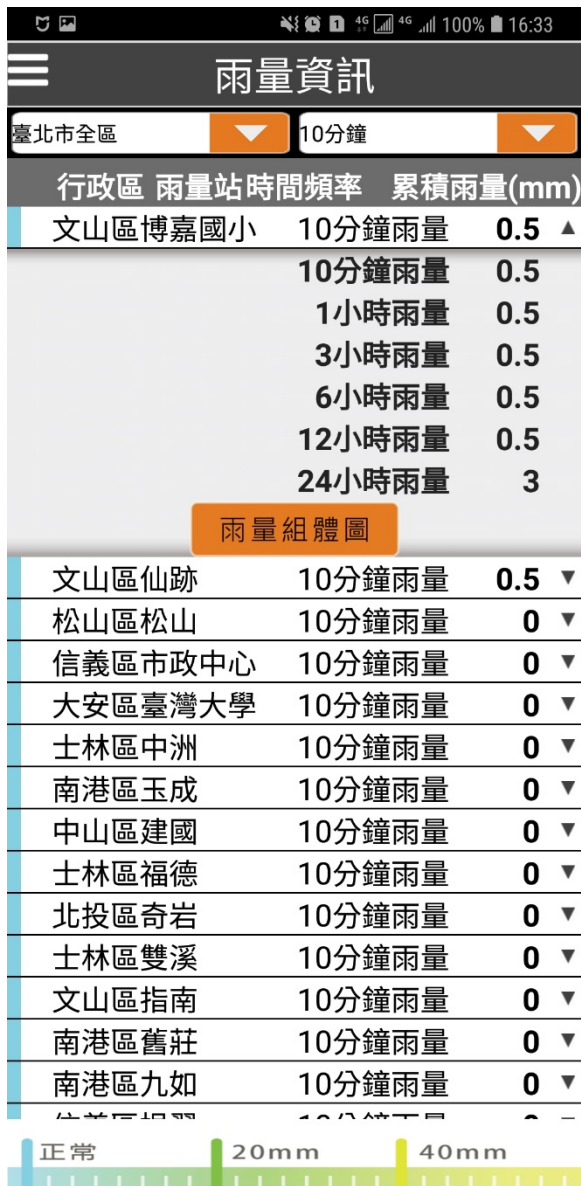 4G 4G 100% 16:33
雨量資訊
臺北市全區 10分鐘
行政區 雨量站 時間頻率 累積雨量(mm)
文山區博嘉國小 10分鐘雨量 0.5 ▲
10分鐘雨量 0.5
1小時雨量 0.5
3小時雨量 0.5
6小時雨量 0.5
12小時雨量 0.5
24小時雨量 3
雨量組體圖
文山區仙跡 10分鐘雨量 0.5 ▼
松山區松山 10分鐘雨量 0 ▼
信義區市政中心 10分鐘雨量 0 ▼
大安區臺灣大學 10分鐘雨量 0 ▼
士林區中洲 10分鐘雨量 0 ▼
南港區玉成 10分鐘雨量 0 ▼
中山區建國 10分鐘雨量 0 ▼
士林區福德 10分鐘雨量 0 ▼
北投區奇岩 10分鐘雨量 0 ▼
士林區雙溪 10分鐘雨量 0 ▼
文山區指南 10分鐘雨量 0 ▼
南港區舊莊 10分鐘雨量 0 ▼
南港區九如 10分鐘雨量 0 ▼
正常 20mm 40mm